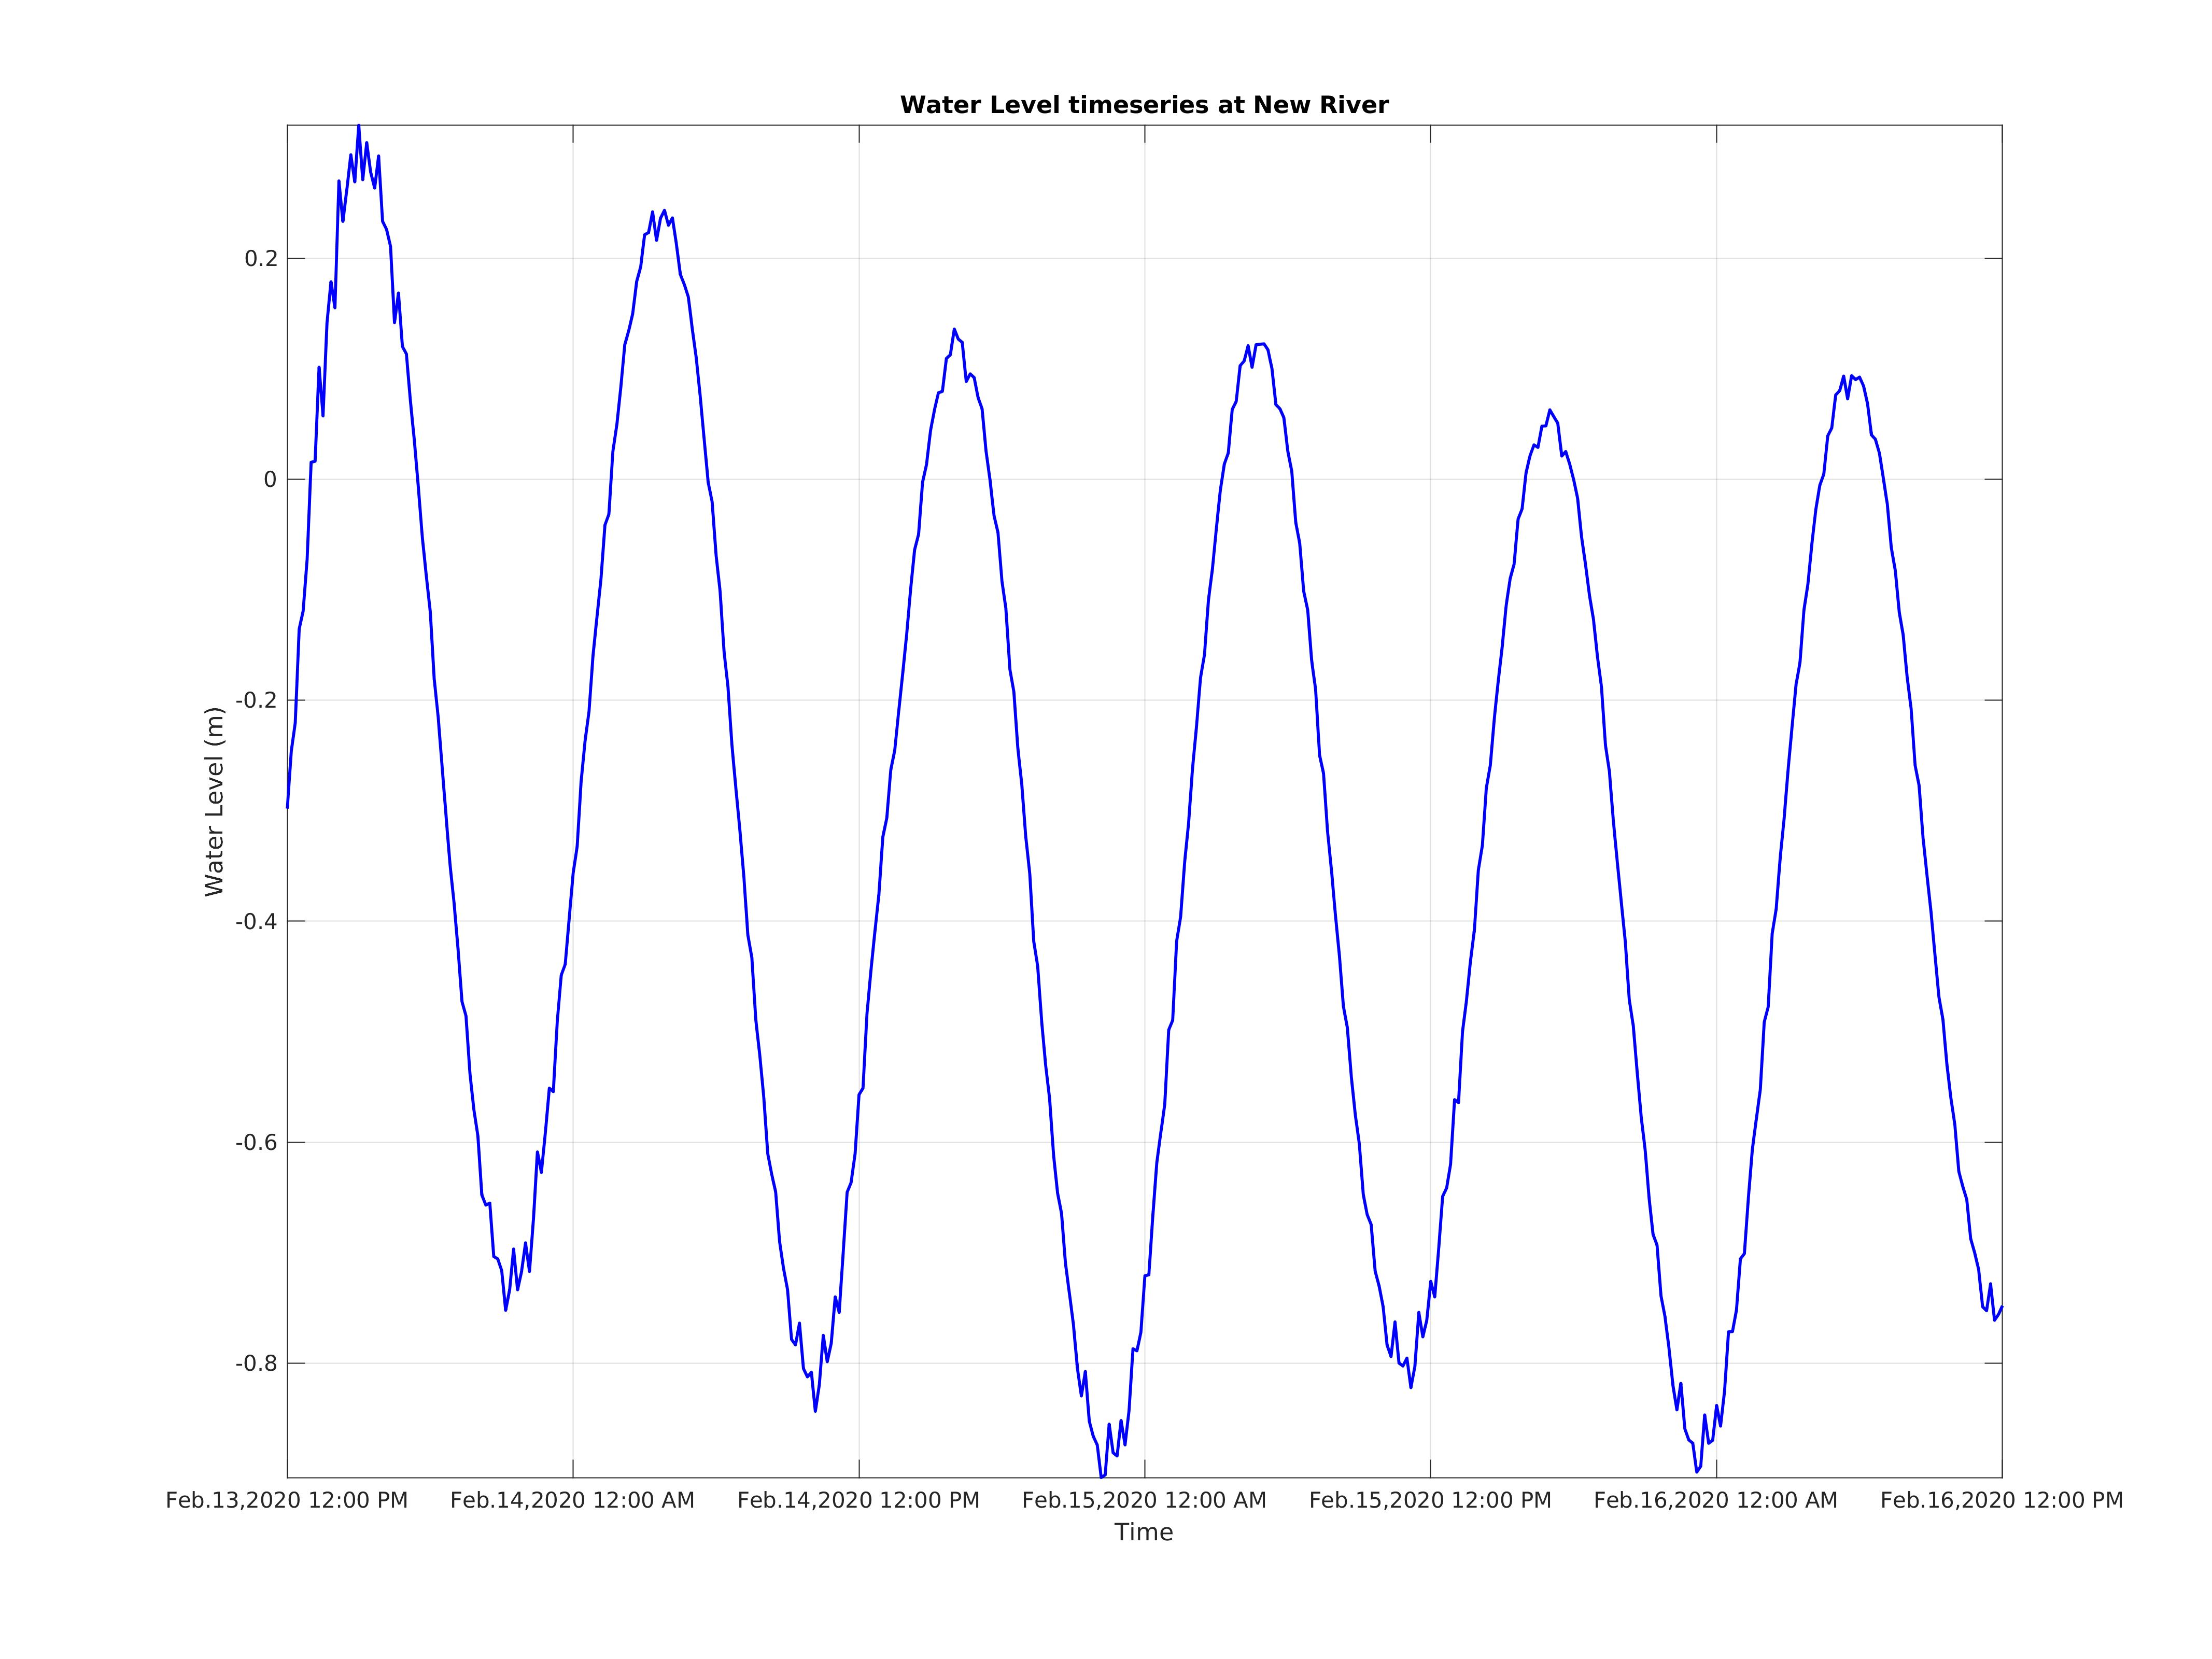 Water Level timeseries at New River
0.2
0
-0.2
-0.4
-0.6
-0.8
Water Level (m)
Feb.13,2020 12:00 PM Feb.14,2020 12:00 AM Feb.14,2020 12:00 PM Feb.15,2020 12:00 AM Feb.15,2020 12:00 PM Feb.16,2020 12:00 AM Feb.16,2020 12:00 PM
Time